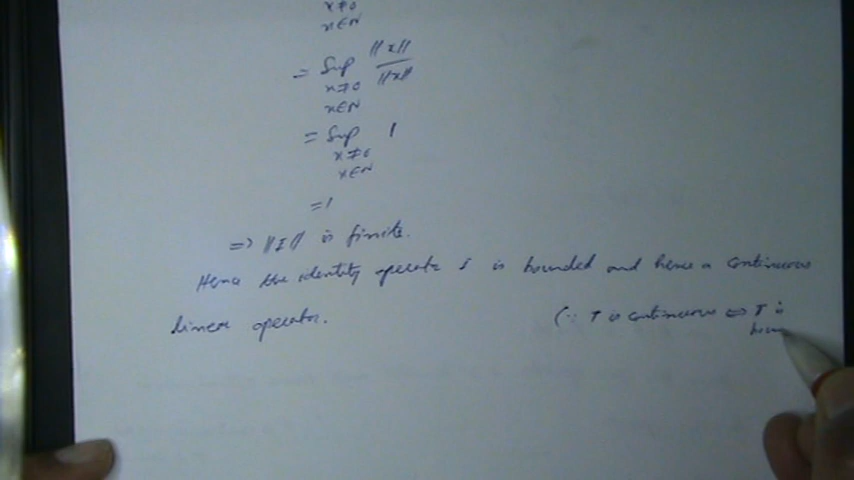 x≠0
x∈N
= Sup ||x|| / ||x||
x≠0
x∈N
= Sup 1
x≠0
x∈N
=1
=> ||I|| is finite.
Hence the identity operator I is bounded and hence a continuous
linear operator.
(∵ T is continuous <=> T is
boun